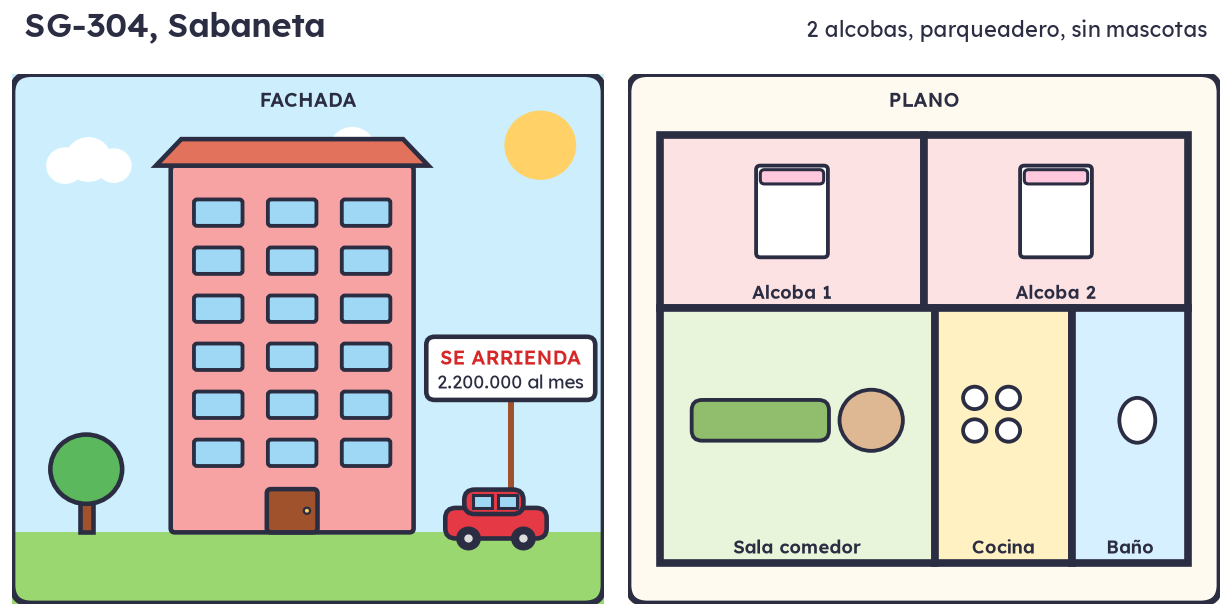 SG-304, Sabaneta
2 alcobas, parqueadero, sin mascotas
FACHADA
SE ARRIENDA
2.200.000 al mes
PLANO
Alcoba 1
Alcoba 2
Sala comedor
Cocina
Baño